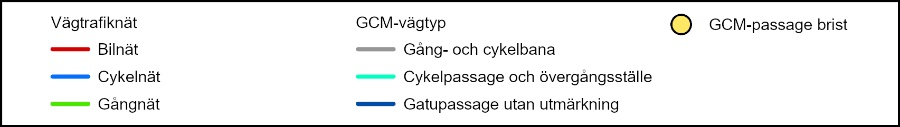 Vägtrafiknät
Bilnät
Cykelnät
Gångnät
GCM-vägtyp
Gång- och cykelbana
Cykelpassage och övergångsställe
Gatupassage utan utmärkning
GCM-passage brist